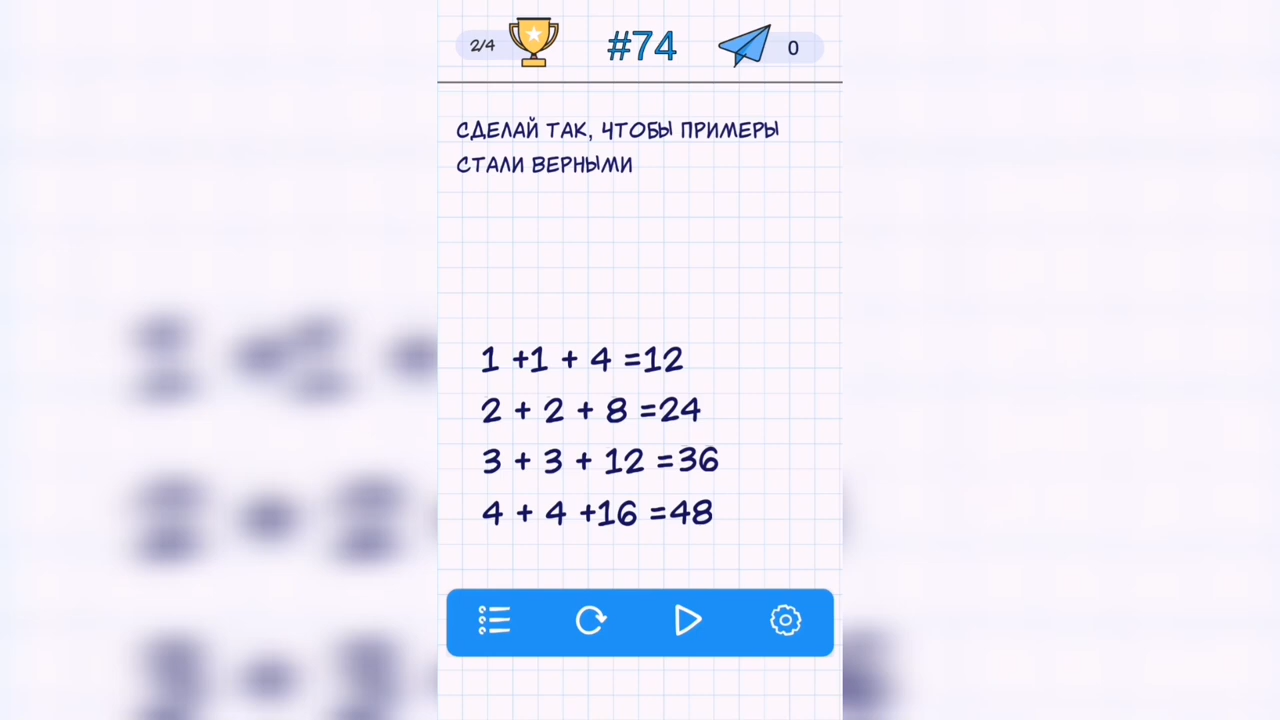 2/4
#74
0
СДЕЛАЙ ТАК, ЧТОБЫ ПРИМЕРЫ
СТАЛИ ВЕРНЫМИ
1 +1 + 4 =12
2 + 2 + 8 =24
3 + 3 + 12 =36
4 + 4 +16 =48